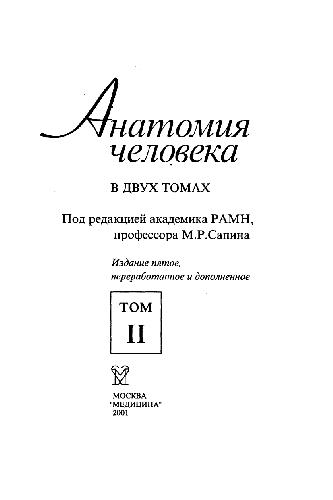 Анатомия
человека
В ДВУХ ТОМАХ
Под редакцией академика РАМН,
профессора М.Р.Сапина
Издание пятое,
переработанное и дополненное
ТОМ
II
МОСКВА
"МЕДИЦИНА"
2001